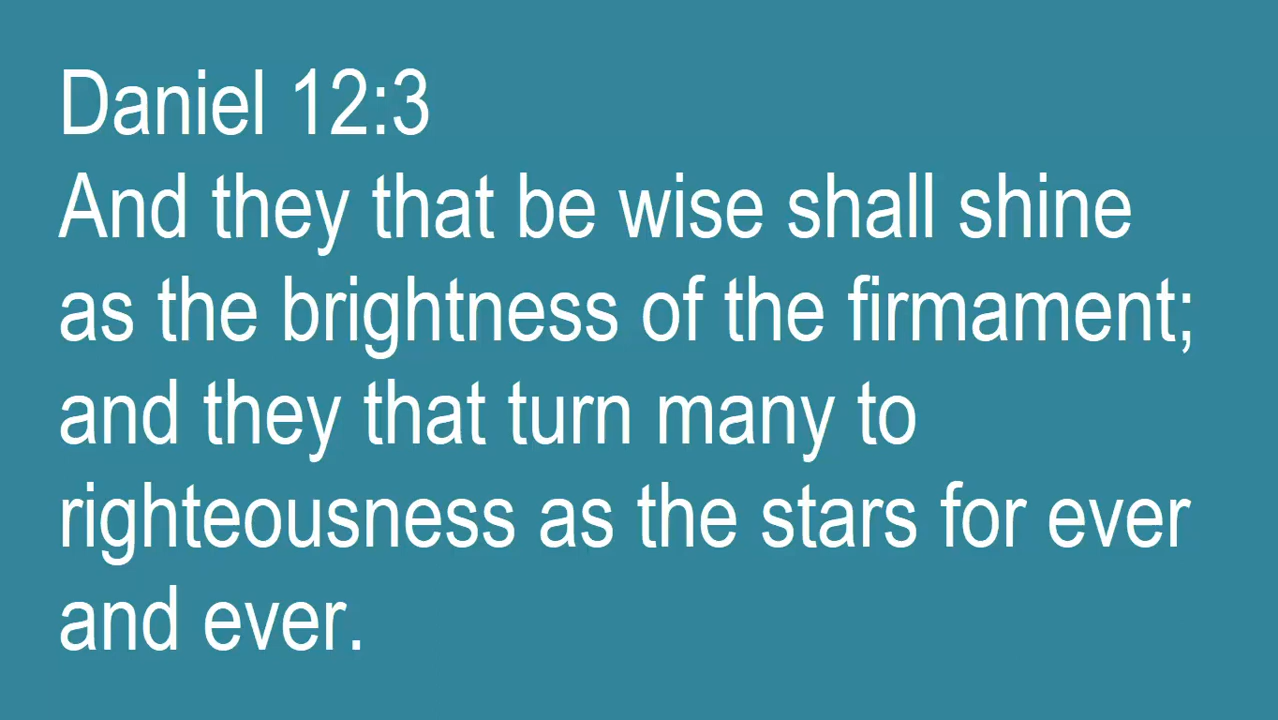 Daniel 12:3
And they that be wise shall shine
as the brightness of the firmament;
and they that turn many to
righteousness as the stars for ever
and ever.